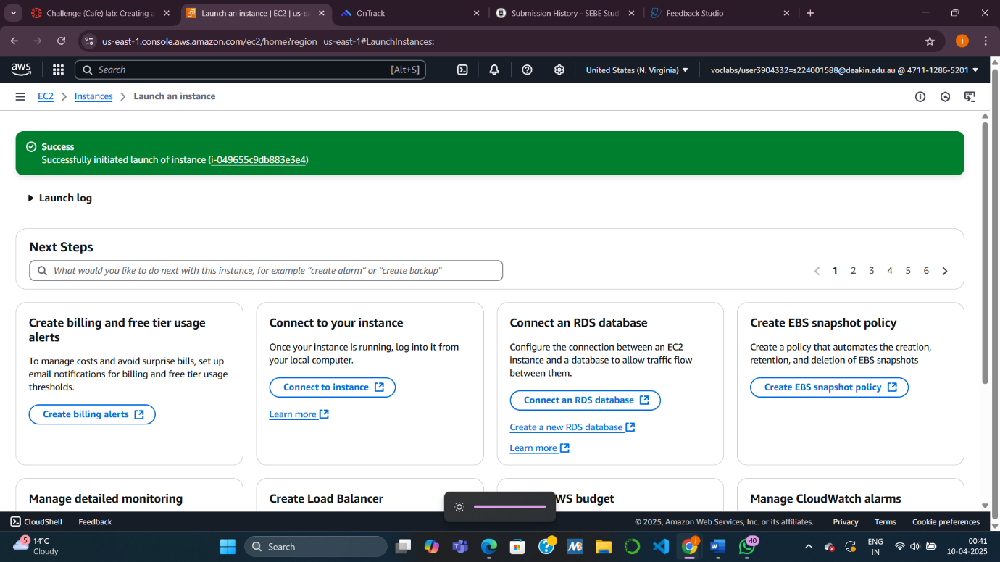 Challenge (Cafe) lab: Creating a
Launch an instance | EC2 | us-ea
OnTrack
Submission History - SEBE Stud
Feedback Studio
us-east-1.console.aws.amazon.com/ec2/home?region=us-east-1#LaunchInstances:
j
aws
Search
[Alt+S]
United States (N. Virginia)
voclabs/user3904332=s224001588@deakin.edu.au @ 4711-1286-5201
EC2
Instances
Launch an instance
Success
Successfully initiated launch of instance (i-049655c9db883e3e4)
Launch log
Next Steps
What would you like to do next with this instance, for example “create alarm” or “create backup”
1 2 3 4 5 6
Create billing and free tier usage
alerts
To manage costs and avoid surprise bills, set up
email notifications for billing and free tier usage
thresholds.
Create billing alerts
Connect to your instance
Once your instance is running, log into it from
your local computer.
Connect to instance
Learn more
Connect an RDS database
Configure the connection between an EC2
instance and a database to allow traffic flow
between them.
Connect an RDS database
Create a new RDS database
Learn more
Create EBS snapshot policy
Create a policy that automates the creation,
retention, and deletion of EBS snapshots
Create EBS snapshot policy
Manage detailed monitoring
Create Load Balancer
WS budget
Manage CloudWatch alarms
CloudShell
Feedback
© 2025, Amazon Web Services, Inc. or its affiliates.
Privacy
Terms
Cookie preferences
5
14°C
Cloudy
Search
40
ENG
IN
00:41
10-04-2025